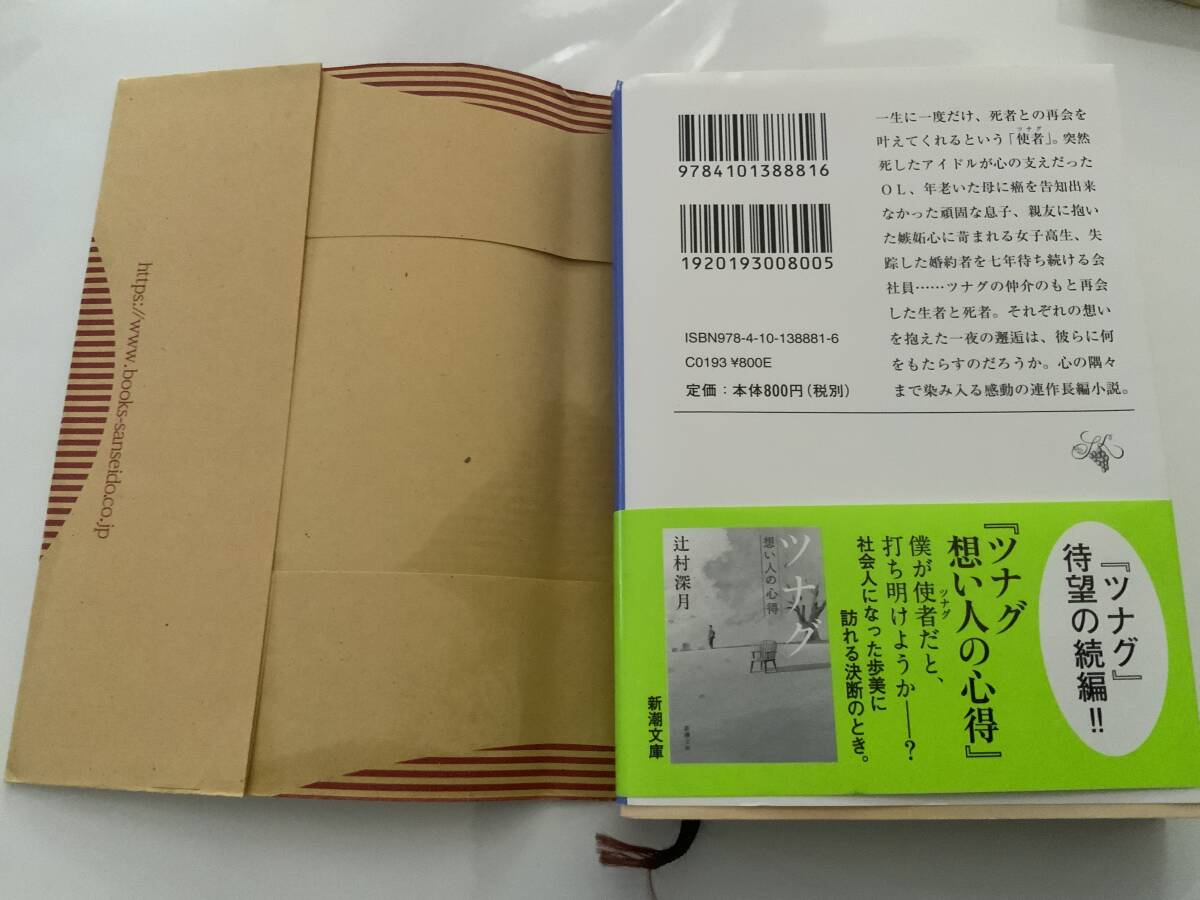 https://www.books-sanseido.co.jp
9784101388816
1920193008005
ISBN978-4-10-138881-6
C0193 ¥800E
定価：本体800円（税別）
一生に一度だけ、死者との再会を
叶えてくれるという「使者」。突然
ツナグ
死したアイドルが心の支えだった
ＯＬ、年老いた母に癌を告知出来
なかった頑固な息子、親友に抱い
た嫉妬心に苛まれる女子高生、失
踪した婚約者を七年待ち続ける会
社員……ツナグの仲介のもと再会
した生者と死者。それぞれの想い
を抱えた一夜の邂逅は、彼らに何
をもたらすのだろうか。心の隅々
まで染み入る感動の連作長編小説。
『ツナグ』
待望の続編!!
『ツナグ
想い人の心得』
僕が使者だと、
ツナグ
打ち明けようか――？
社会人になった歩美に
訪れる決断のとき。
ツナグ
想い人の心得
辻村深月
新潮文庫
新潮文庫